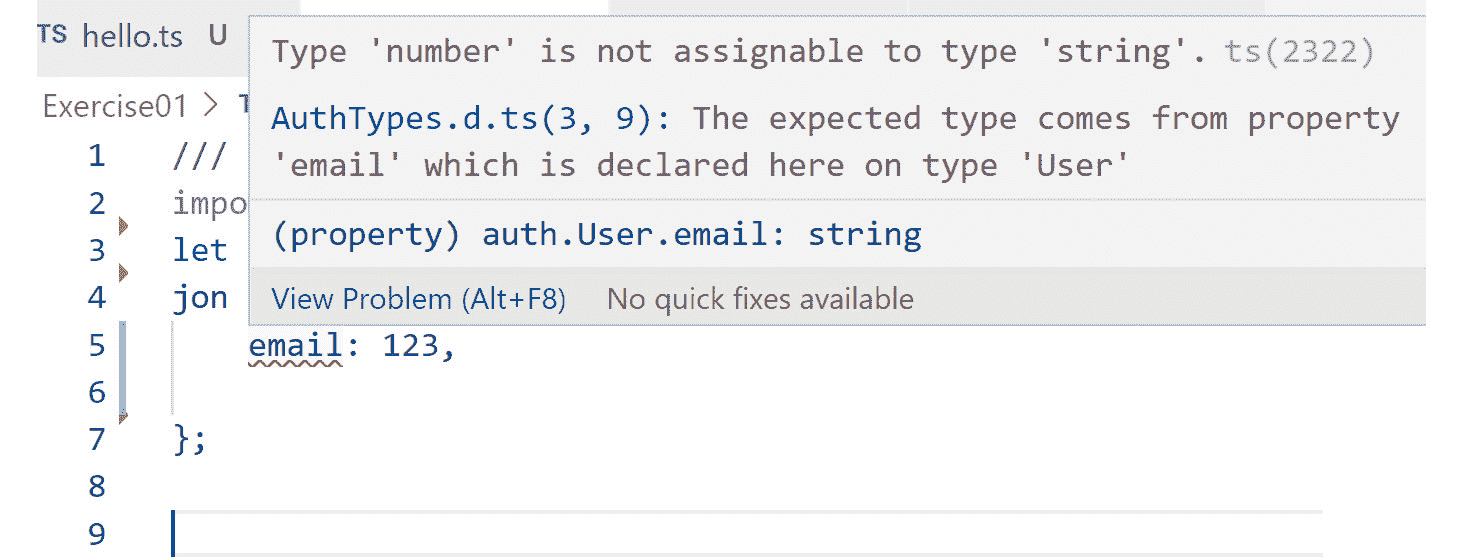 TS hello.ts U
Type 'number' is not assignable to type 'string'. ts(2322)
AuthTypes.d.ts(3, 9): The expected type comes from property
'email' which is declared here on type 'User'
(property) auth.User.email: string
View Problem (Alt+F8) No quick fixes available
Exercise01 >
1 ///
2 impo
3 let
4 jon
5 email: 123,
6
7 };
8
9